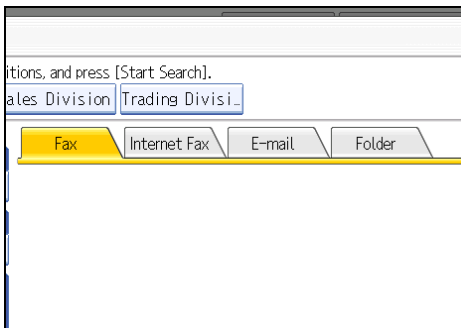 itions, and press [Start Search].
ales Division Trading Divisi...
Fax Internet Fax E-mail Folder